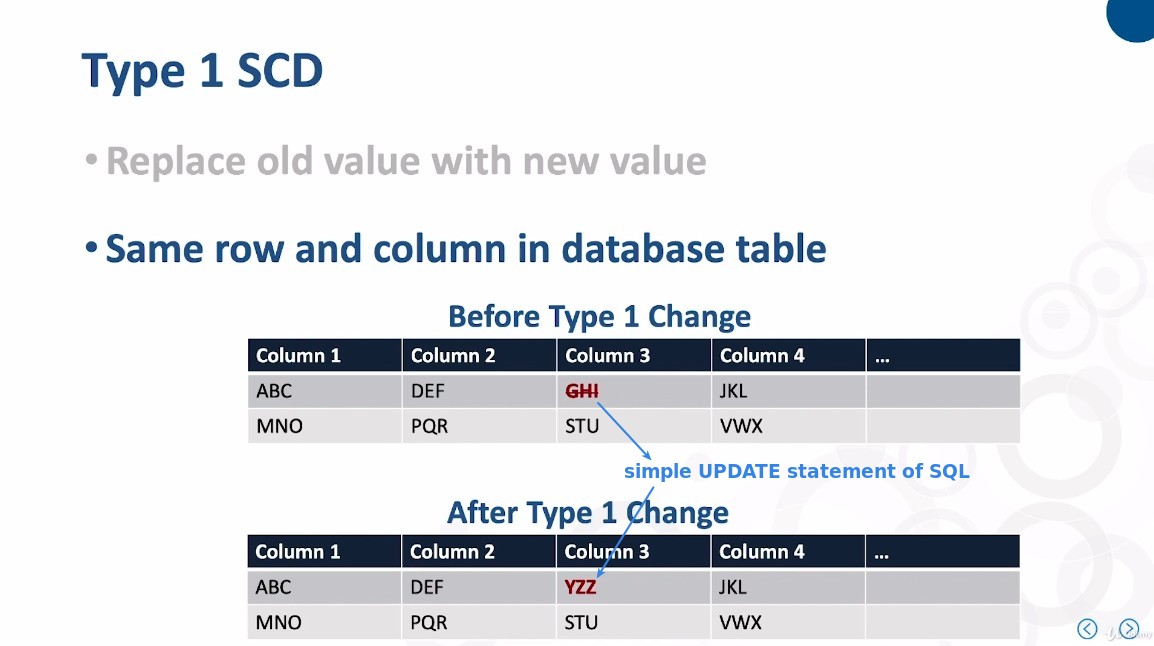 Type 1 SCD
• Replace old value with new value
• Same row and column in database table
Before Type 1 Change
Column 1 Column 2 Column 3 Column 4 ...
ABC DEF GHI JKL
MNO PQR STU VWX
simple UPDATE statement of SQL
After Type 1 Change
Column 1 Column 2 Column 3 Column 4 ...
ABC DEF YZZ JKL
MNO PQR STU VWX